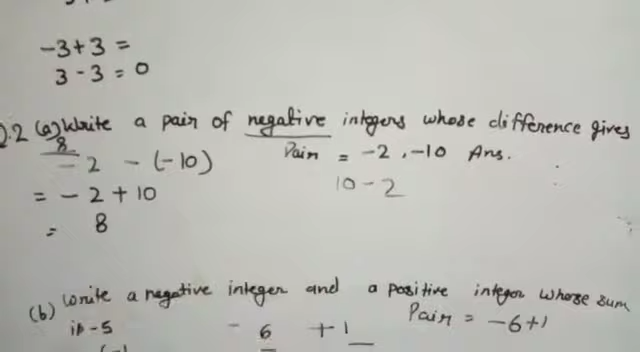 -3+3 =
3-3 = 0
Q.2 (a) Write a pair of negative integers whose difference gives
8
-2 - (-10) Pair = -2, -10 Ans.
= -2+10 10-2
= 8
(b) Write a negative integer and a positive integer whose sum
is -5 -6 +1 Pair = -6+1